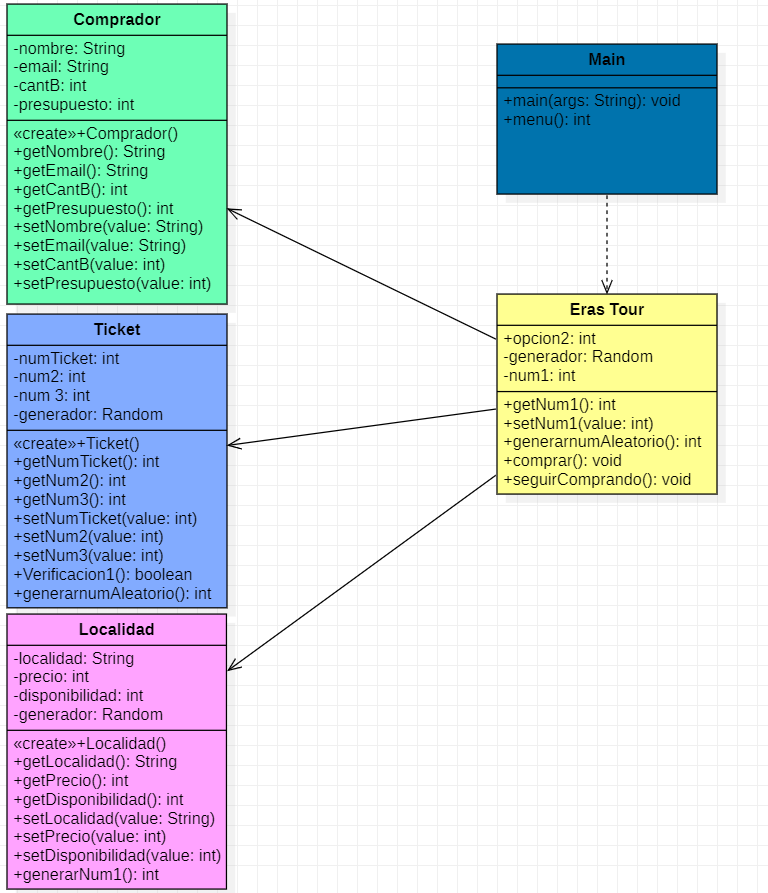 Comprador
-nombre: String
-email: String
-cantB: int
-presupuesto: int
«create»+Comprador()
+getNombre(): String
+getEmail(): String
+getCantB(): int
+getPresupuesto(): int
+setNombre(value: String)
+setEmail(value: String)
+setCantB(value: int)
+setPresupuesto(value: int)
Ticket
-numTicket: int
-num2: int
-num 3: int
-generador: Random
«create»+Ticket()
+getNumTicket(): int
+getNum2(): int
+getNum3(): int
+setNumTicket(value: int)
+setNum2(value: int)
+setNum3(value: int)
+Verificacion1(): boolean
+generarnumAleatorio(): int
Localidad
-localidad: String
-precio: int
-disponibilidad: int
-generador: Random
«create»+Localidad()
+getLocalidad(): String
+getPrecio(): int
+getDisponibilidad(): int
+setLocalidad(value: String)
+setPrecio(value: int)
+setDisponibilidad(value: int)
+generarNum1(): int
Main
+main(args: String): void
+menu(): int
Eras Tour
+opcion2: int
-generador: Random
-num1: int
+getNum1(): int
+setNum1(value: int)
+generarnumAleatorio(): int
+comprar(): void
+seguirComprando(): void